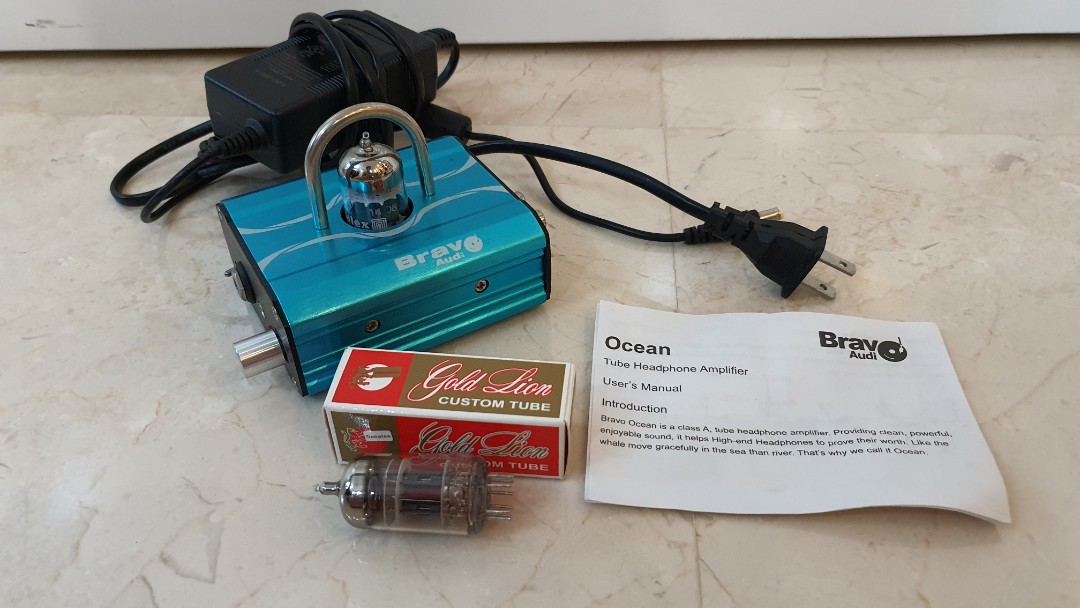 Bravo
Audi
Gold Lion
CUSTOM TUBE
Gold Lion
M TUBE
Ocean
Bravo
Audi
Tube Headphone Amplifier
User's Manual
Introduction
Bravo Ocean is a class A, tube headphone amplifier. Providing clean, powerful,
enjoyable sound, it helps High-end Headphones to prove their worth. Like the
whale move gracefully in the sea than river. That's why we call it Ocean.